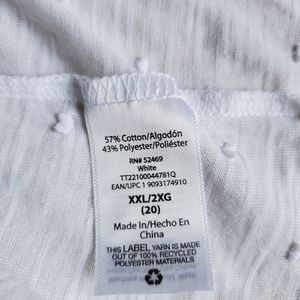 57% Cotton/Algodón
43% Polyester/Poliéster
RN# 52469
White
TT22100044781Q
EAN/UPC 1 9093174910
XXL/2XG
(20)
Made In/Hecho En
China
THIS LABEL YARN IS MADE
OUT OF 100% RECYCLED
POLYESTER MATERIALS